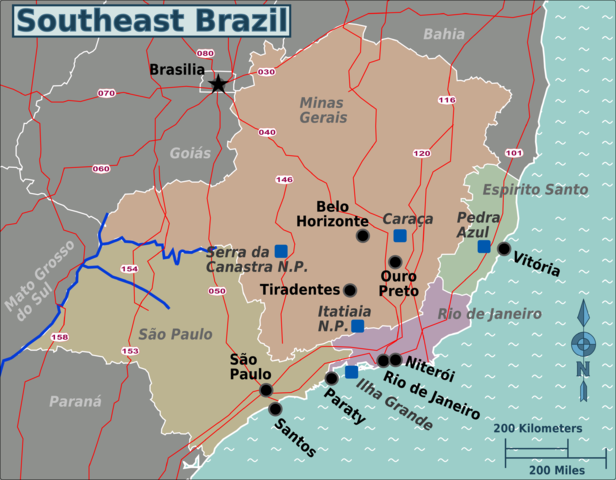 Southeast Brazil
Bahia
080
Brasilia
030
070
Minas
Gerais
116
040
120
101
Goiás
060
146
Espirito Santo
Belo
Horizonte
Caraça
Pedra
Azul
Serra da
Canastra N.P.
Vitória
Mato Grosso
do Sul
154
Ouro
Preto
050
Tiradentes
Itatiaia
N.P.
Rio de Janeiro
São Paulo
158
153
São
Paulo
Niterói
Rio de Janeiro
Ilha Grande
Paraty
Paraná
Santos
N
200 Kilometers
200 Miles